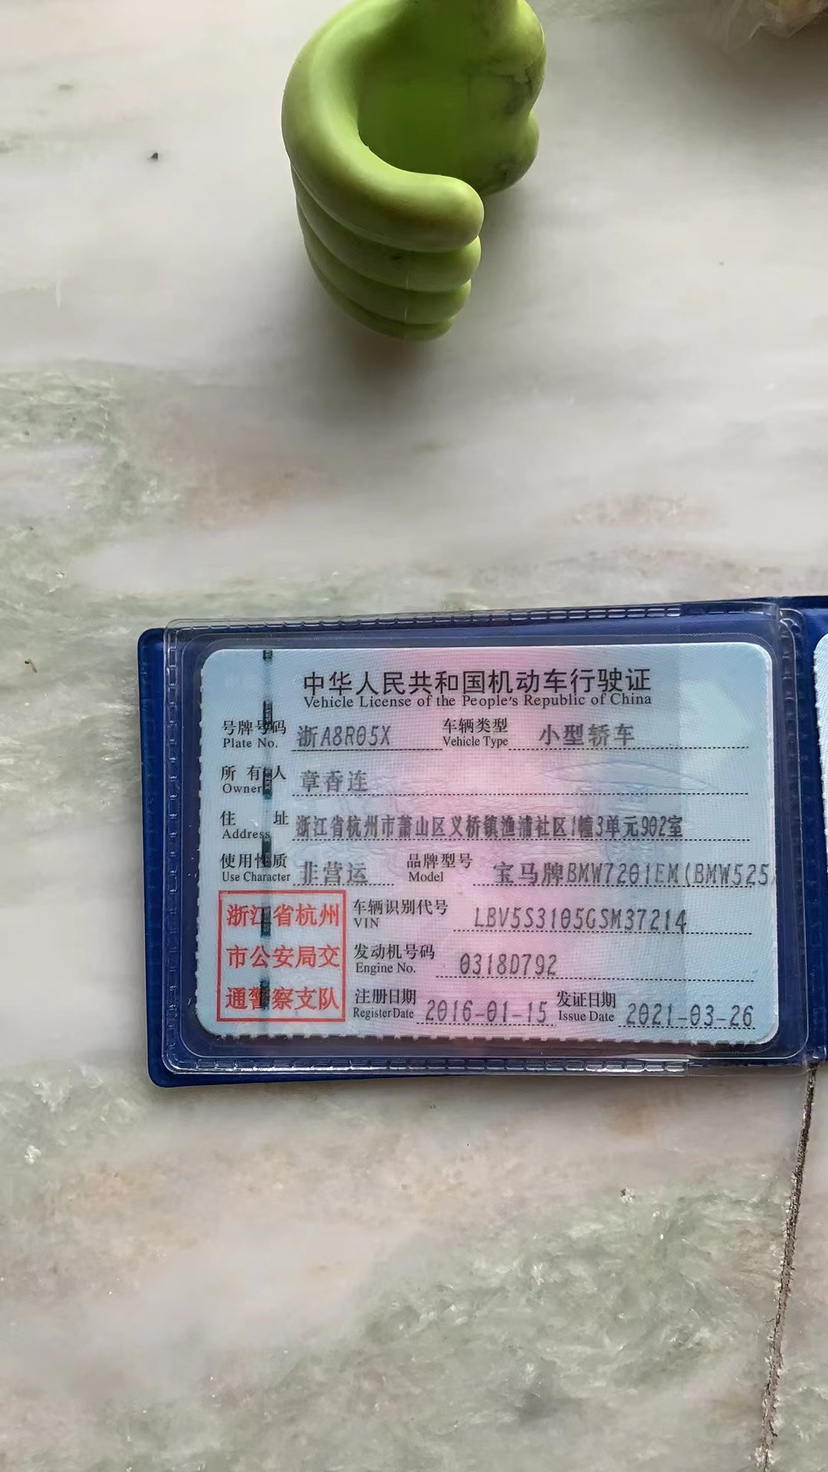 中华人民共和国机动车行驶证
Vehicle License of the People's Republic of China
号牌号码 浙A8R05X 车辆类型 小型轿车
Plate No. Vehicle Type
所有人 章香连
Owner
住址 浙江省杭州市萧山区义桥镇渔浦社区1幢3单元902室
Address
使用性质 非营运 品牌型号 宝马牌BMW7201EM(BMW525
Use Character Model
浙江省杭州
市公安局交
通警察支队
车辆识别代号 LBV5S3105GSM37214
VIN
发动机号码 0318D792
Engine No.
注册日期 2016-01-15 发证日期 2021-03-26
Register Date Issue Date